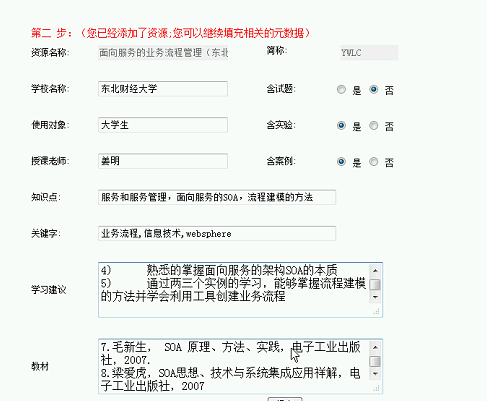 第二 步:（您已经添加了资源;您可以继续填充相关的元数据）
资源名称: 面向服务的业务流程管理（东北 简称: YWLC
学校名称: 东北财经大学 含试题: 是 否
使用对象: 大学生 含实验: 是 否
授课老师: 姜明 含案例: 是 否
知识点: 服务和服务管理，面向服务的SOA，流程建模的方法
关键字: 业务流程,信息技术,websphere
学习建议
4) 熟悉的掌握面向服务的架构SOA的本质
5) 通过两三个实例的学习，能够掌握流程建模
的方法并学会利用工具创建业务流程
教材
7.毛新生， SOA 原理、方法、实践，电子工业出版
社，2007.
8.梁爱虎，SOA思想、技术与系统集成应用祥解，电
子工业出版社，2007